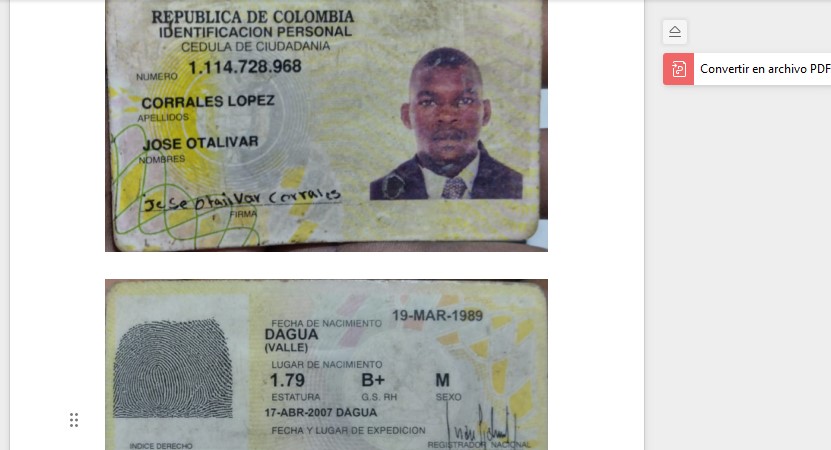 REPUBLICA DE COLOMBIA
IDENTIFICACION PERSONAL
CEDULA DE CIUDADANIA
NUMERO 1.114.728.968
CORRALES LOPEZ
APELLIDOS
JOSE OTALIVAR
NOMBRES
Jose otalivar Corrales
FIRMA
FECHA DE NACIMIENTO 19-MAR-1989
DAGUA
(VALLE)
LUGAR DE NACIMIENTO
1.79 B+ M
ESTATURA G.S. RH SEXO
17-ABR-2007 DAGUA
FECHA Y LUGAR DE EXPEDICION
INDICE DERECHO
REGISTRADOR NACIONAL
Convertir en archivo PDF